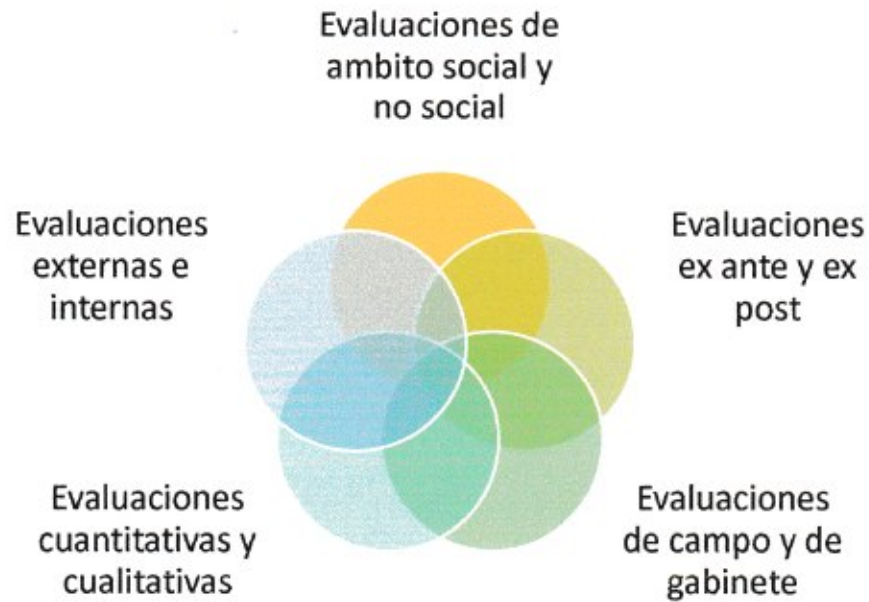 Evaluaciones de
ambito social y
no social
Evaluaciones
ex ante y ex
post
Evaluaciones
de campo y de
gabinete
Evaluaciones
cuantitativas y
cualitativas
Evaluaciones
externas e
internas